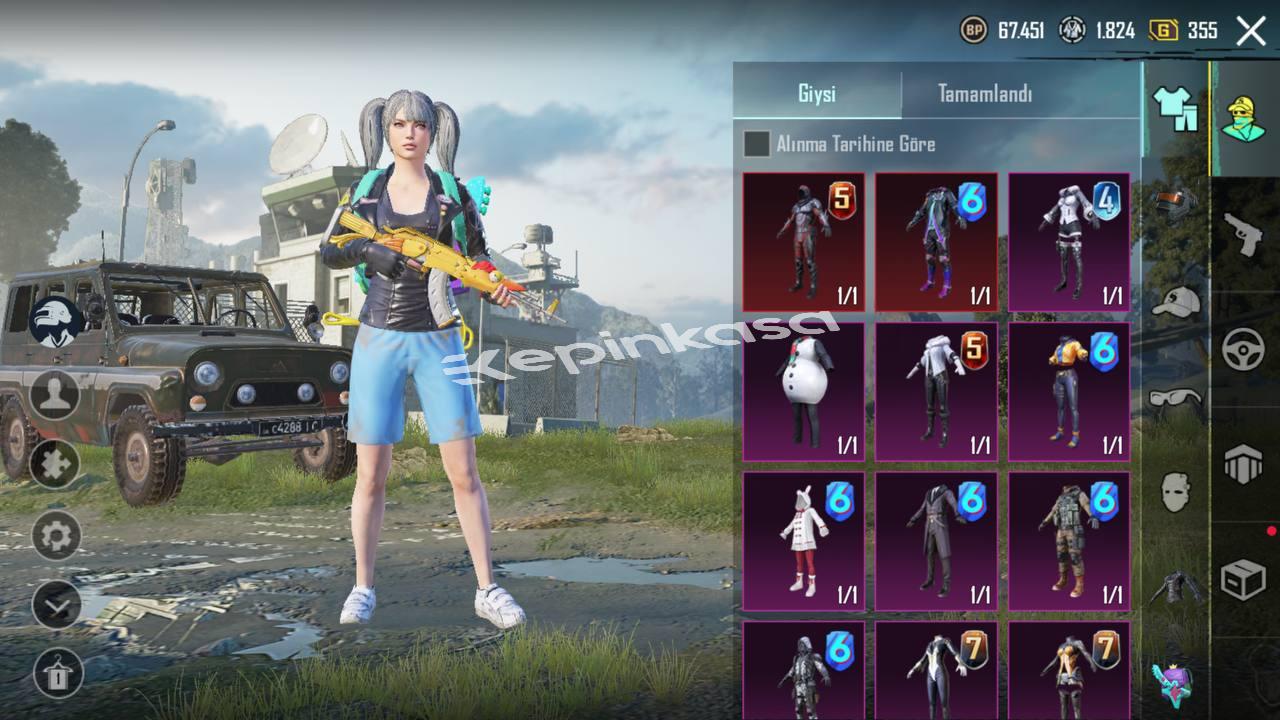 BP 67.451 1.824 G 355
Giysi Tamamlandı
Alınma Tarihine Göre
5 6 4
1/1 1/1 1/1
5 6
1/1 1/1 1/1
6 6 6
1/1 1/1 1/1
6 7 7
c4288
epinkasa